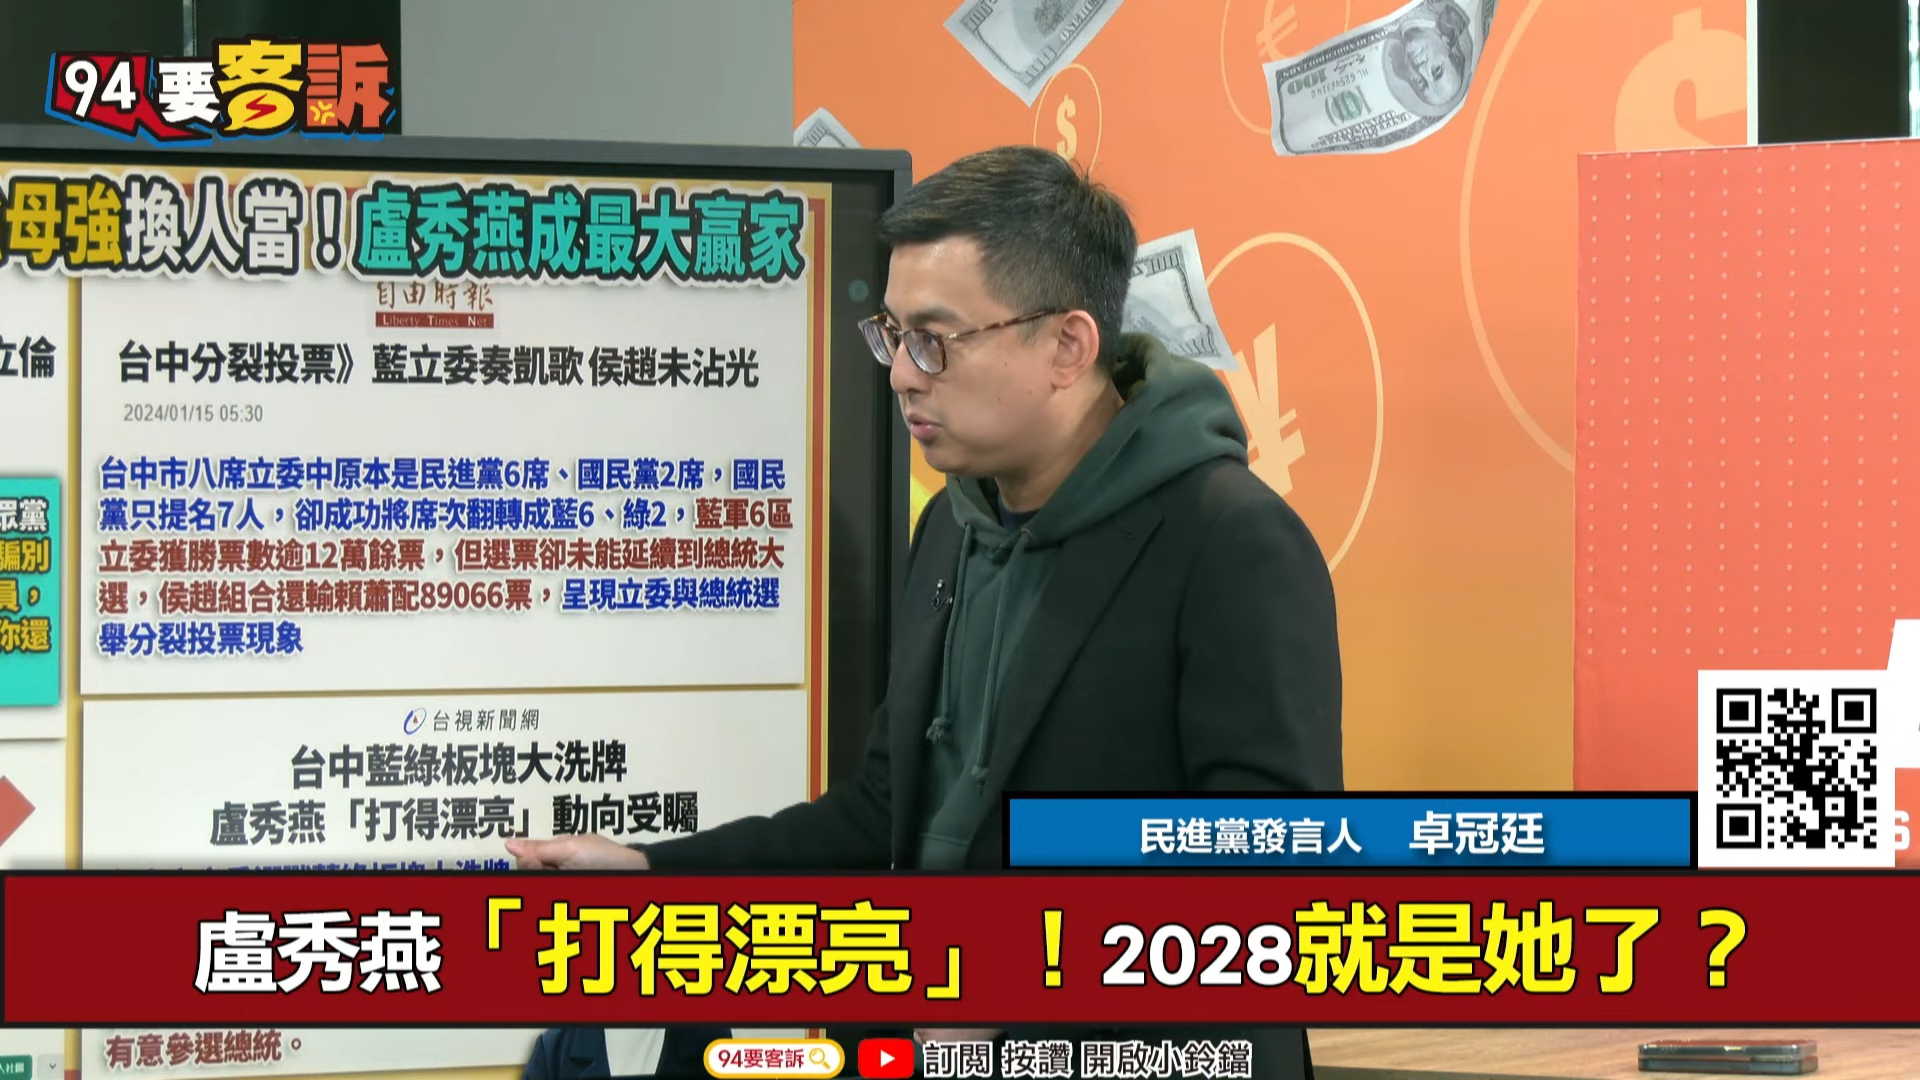 94要客訴
母強換人當！盧秀燕成最大贏家
自由時報
Liberty Times Net
立倫
台中分裂投票》藍立委奏凱歌 侯趙未沾光
2024/01/15 05:30
台中市八席立委中原本是民進黨6席、國民黨2席，國民
黨只提名7人，卻成功將席次翻轉成藍6、綠2，藍軍6區
立委獲勝票數逾12萬餘票，但選票卻未能延續到總統大
選，侯趙組合還輸賴蕭配89066票，呈現立委與總統選
舉分裂投票現象
眾黨
騙別
員，
你還
台視新聞網
台中藍綠板塊大洗牌
盧秀燕「打得漂亮」動向受矚
民進黨發言人 卓冠廷
盧秀燕「打得漂亮」！2028就是她了？
有意參選總統。
94要客訴
訂閱 按讚 開啟小鈴鐺